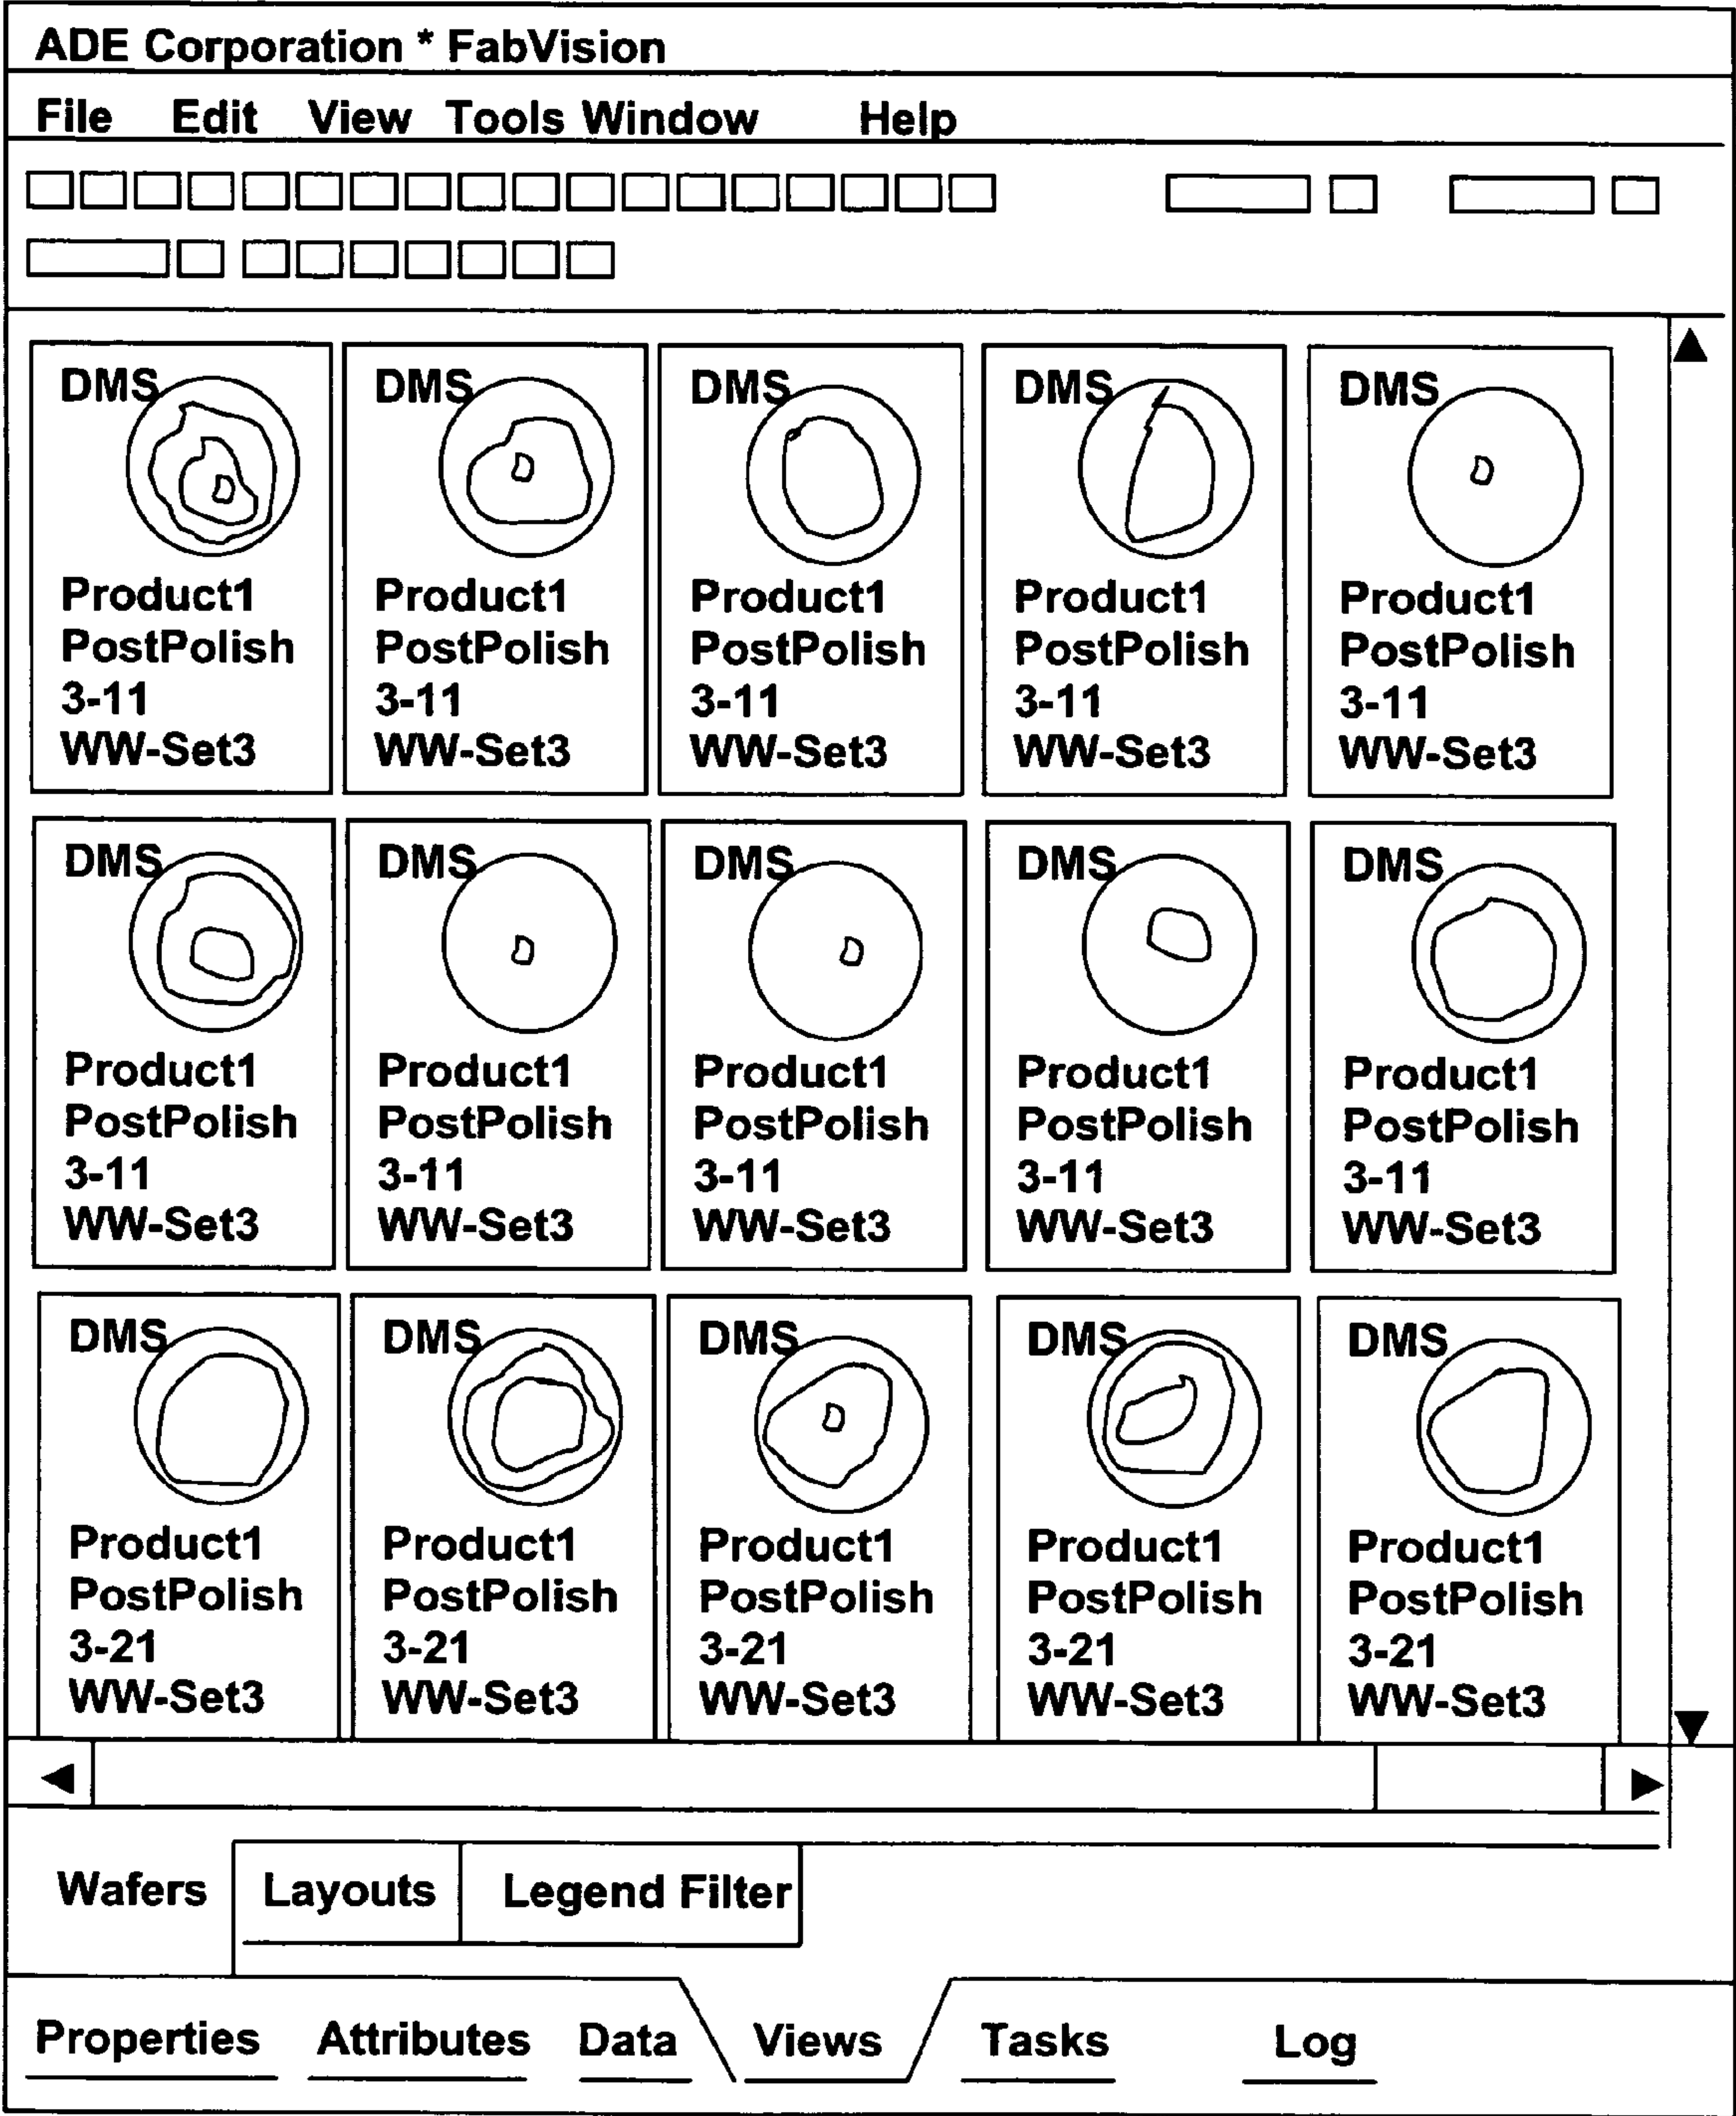 ADE Corporation * FabVision
File Edit View Tools Window Help
DMS DMS DMS DMS DMS
Product1 Product1 Product1 Product1 Product1
PostPolish PostPolish PostPolish PostPolish PostPolish
3-11 3-11 3-11 3-11 3-11
WW-Set3 WW-Set3 WW-Set3 WW-Set3 WW-Set3
DMS DMS DMS DMS DMS
Product1 Product1 Product1 Product1 Product1
PostPolish PostPolish PostPolish PostPolish PostPolish
3-11 3-11 3-11 3-11 3-11
WW-Set3 WW-Set3 WW-Set3 WW-Set3 WW-Set3
DMS DMS DMS DMS DMS
Product1 Product1 Product1 Product1 Product1
PostPolish PostPolish PostPolish PostPolish PostPolish
3-21 3-21 3-21 3-21 3-21
WW-Set3 WW-Set3 WW-Set3 WW-Set3 WW-Set3
Wafers Layouts Legend Filter
Properties Attributes Data Views Tasks Log